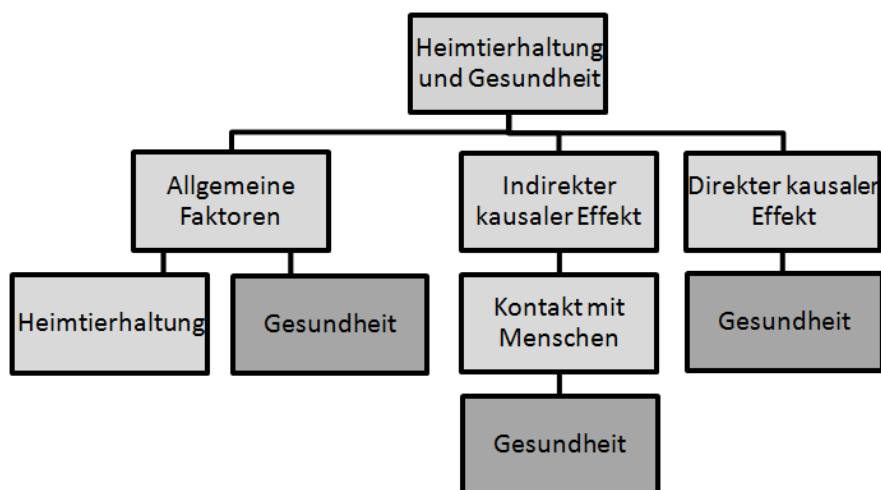 Heimtierhaltung
und Gesundheit
Allgemeine
Faktoren
Indirekter
kausaler Effekt
Direkter kausaler
Effekt
Heimtierhaltung
Gesundheit
Kontakt mit
Menschen
Gesundheit
Gesundheit